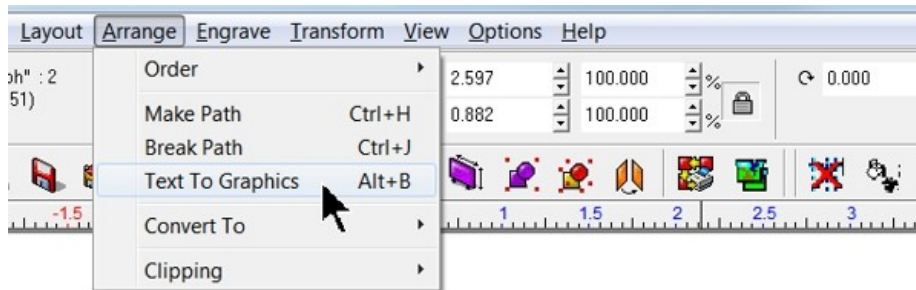 Layout Arrange Engrave Transform View Options Help
ph" : 2
51)
Order
Make Path Ctrl+H
Break Path Ctrl+J
Text To Graphics Alt+B
Convert To
Clipping
2.597 100.000 % 0.000
0.882 100.000 %
-1.5 1 1.5 2 2.5 3